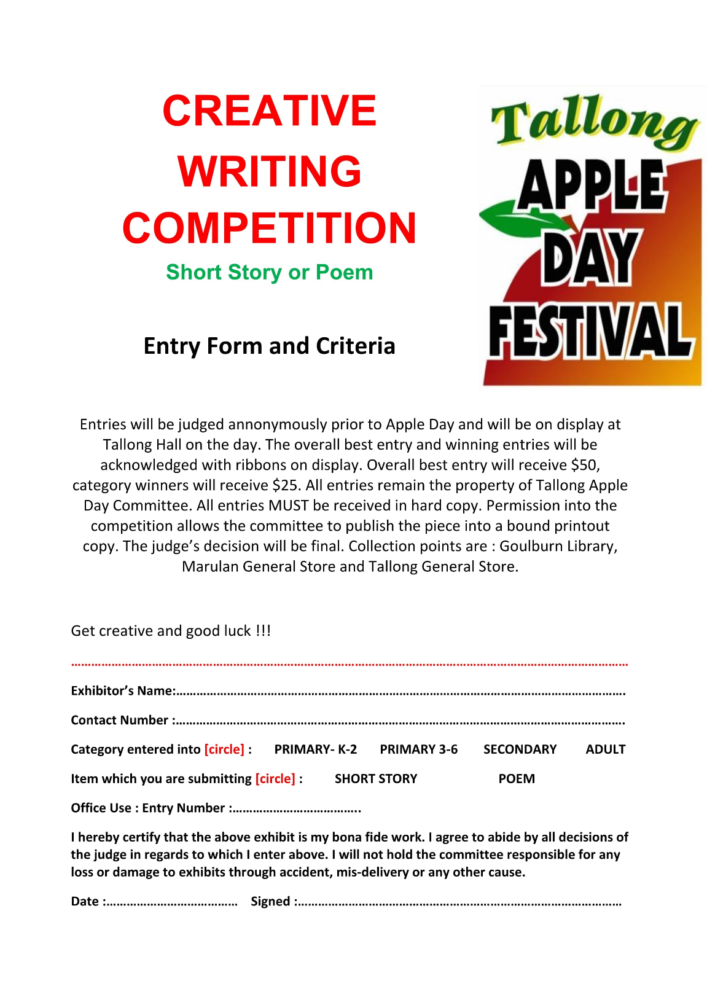 CREATIVE
WRITING
COMPETITION
Short Story or Poem
Entry Form and Criteria
Tallong
APPLE
DAY
FESTIVAL
Entries will be judged annonymously prior to Apple Day and will be on display at
Tallong Hall on the day. The overall best entry and winning entries will be
acknowledged with ribbons on display. Overall best entry will receive $50,
category winners will receive $25. All entries remain the property of Tallong Apple
Day Committee. All entries MUST be received in hard copy. Permission into the
competition allows the committee to publish the piece into a bound printout
copy. The judge’s decision will be final. Collection points are : Goulburn Library,
Marulan General Store and Tallong General Store.
Get creative and good luck !!!
………………………………………………………………………………………………………………………………………………
Exhibitor’s Name:…………………………………………………………………………………………………………………….
Contact Number :…………………………………………………………………………………………………………………….
Category entered into [circle] : PRIMARY- K-2 PRIMARY 3-6 SECONDARY ADULT
Item which you are submitting [circle] : SHORT STORY POEM
Office Use : Entry Number :………………………………..
I hereby certify that the above exhibit is my bona fide work. I agree to abide by all decisions of
the judge in regards to which I enter above. I will not hold the committee responsible for any
loss or damage to exhibits through accident, mis-delivery or any other cause.
Date :………………………………… Signed :……………………………………………………………………………………